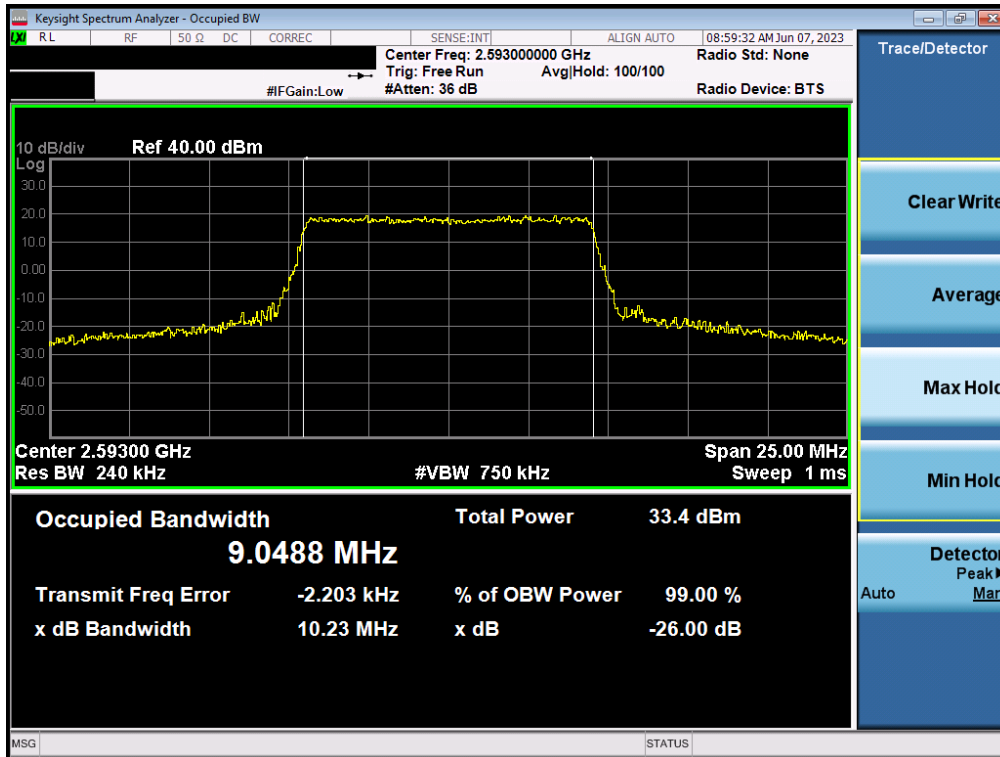 Keysight Spectrum Analyzer - Occupied BW
LXI RL RF 50 Ω DC CORREC SENSE:INT ALIGN AUTO 08:59:32 AM Jun 07, 2023
Center Freq: 2.593000000 GHz Radio Std: None
Trig: Free Run Avg|Hold: 100/100
#IFGain:Low #Atten: 36 dB Radio Device: BTS
Trace/Detector
10 dB/div Ref 40.00 dBm
Log
30.0
20.0
10.0
0.00
-10.0
-20.0
-30.0
-40.0
-50.0
Center 2.59300 GHz Span 25.00 MHz
Res BW 240 kHz #VBW 750 kHz Sweep 1 ms
Occupied Bandwidth Total Power 33.4 dBm
9.0488 MHz
Transmit Freq Error -2.203 kHz % of OBW Power 99.00 %
x dB Bandwidth 10.23 MHz x dB -26.00 dB
Clear Write
Average
Max Hold
Min Hold
Detector
Peak
Auto Man
MSG STATUS